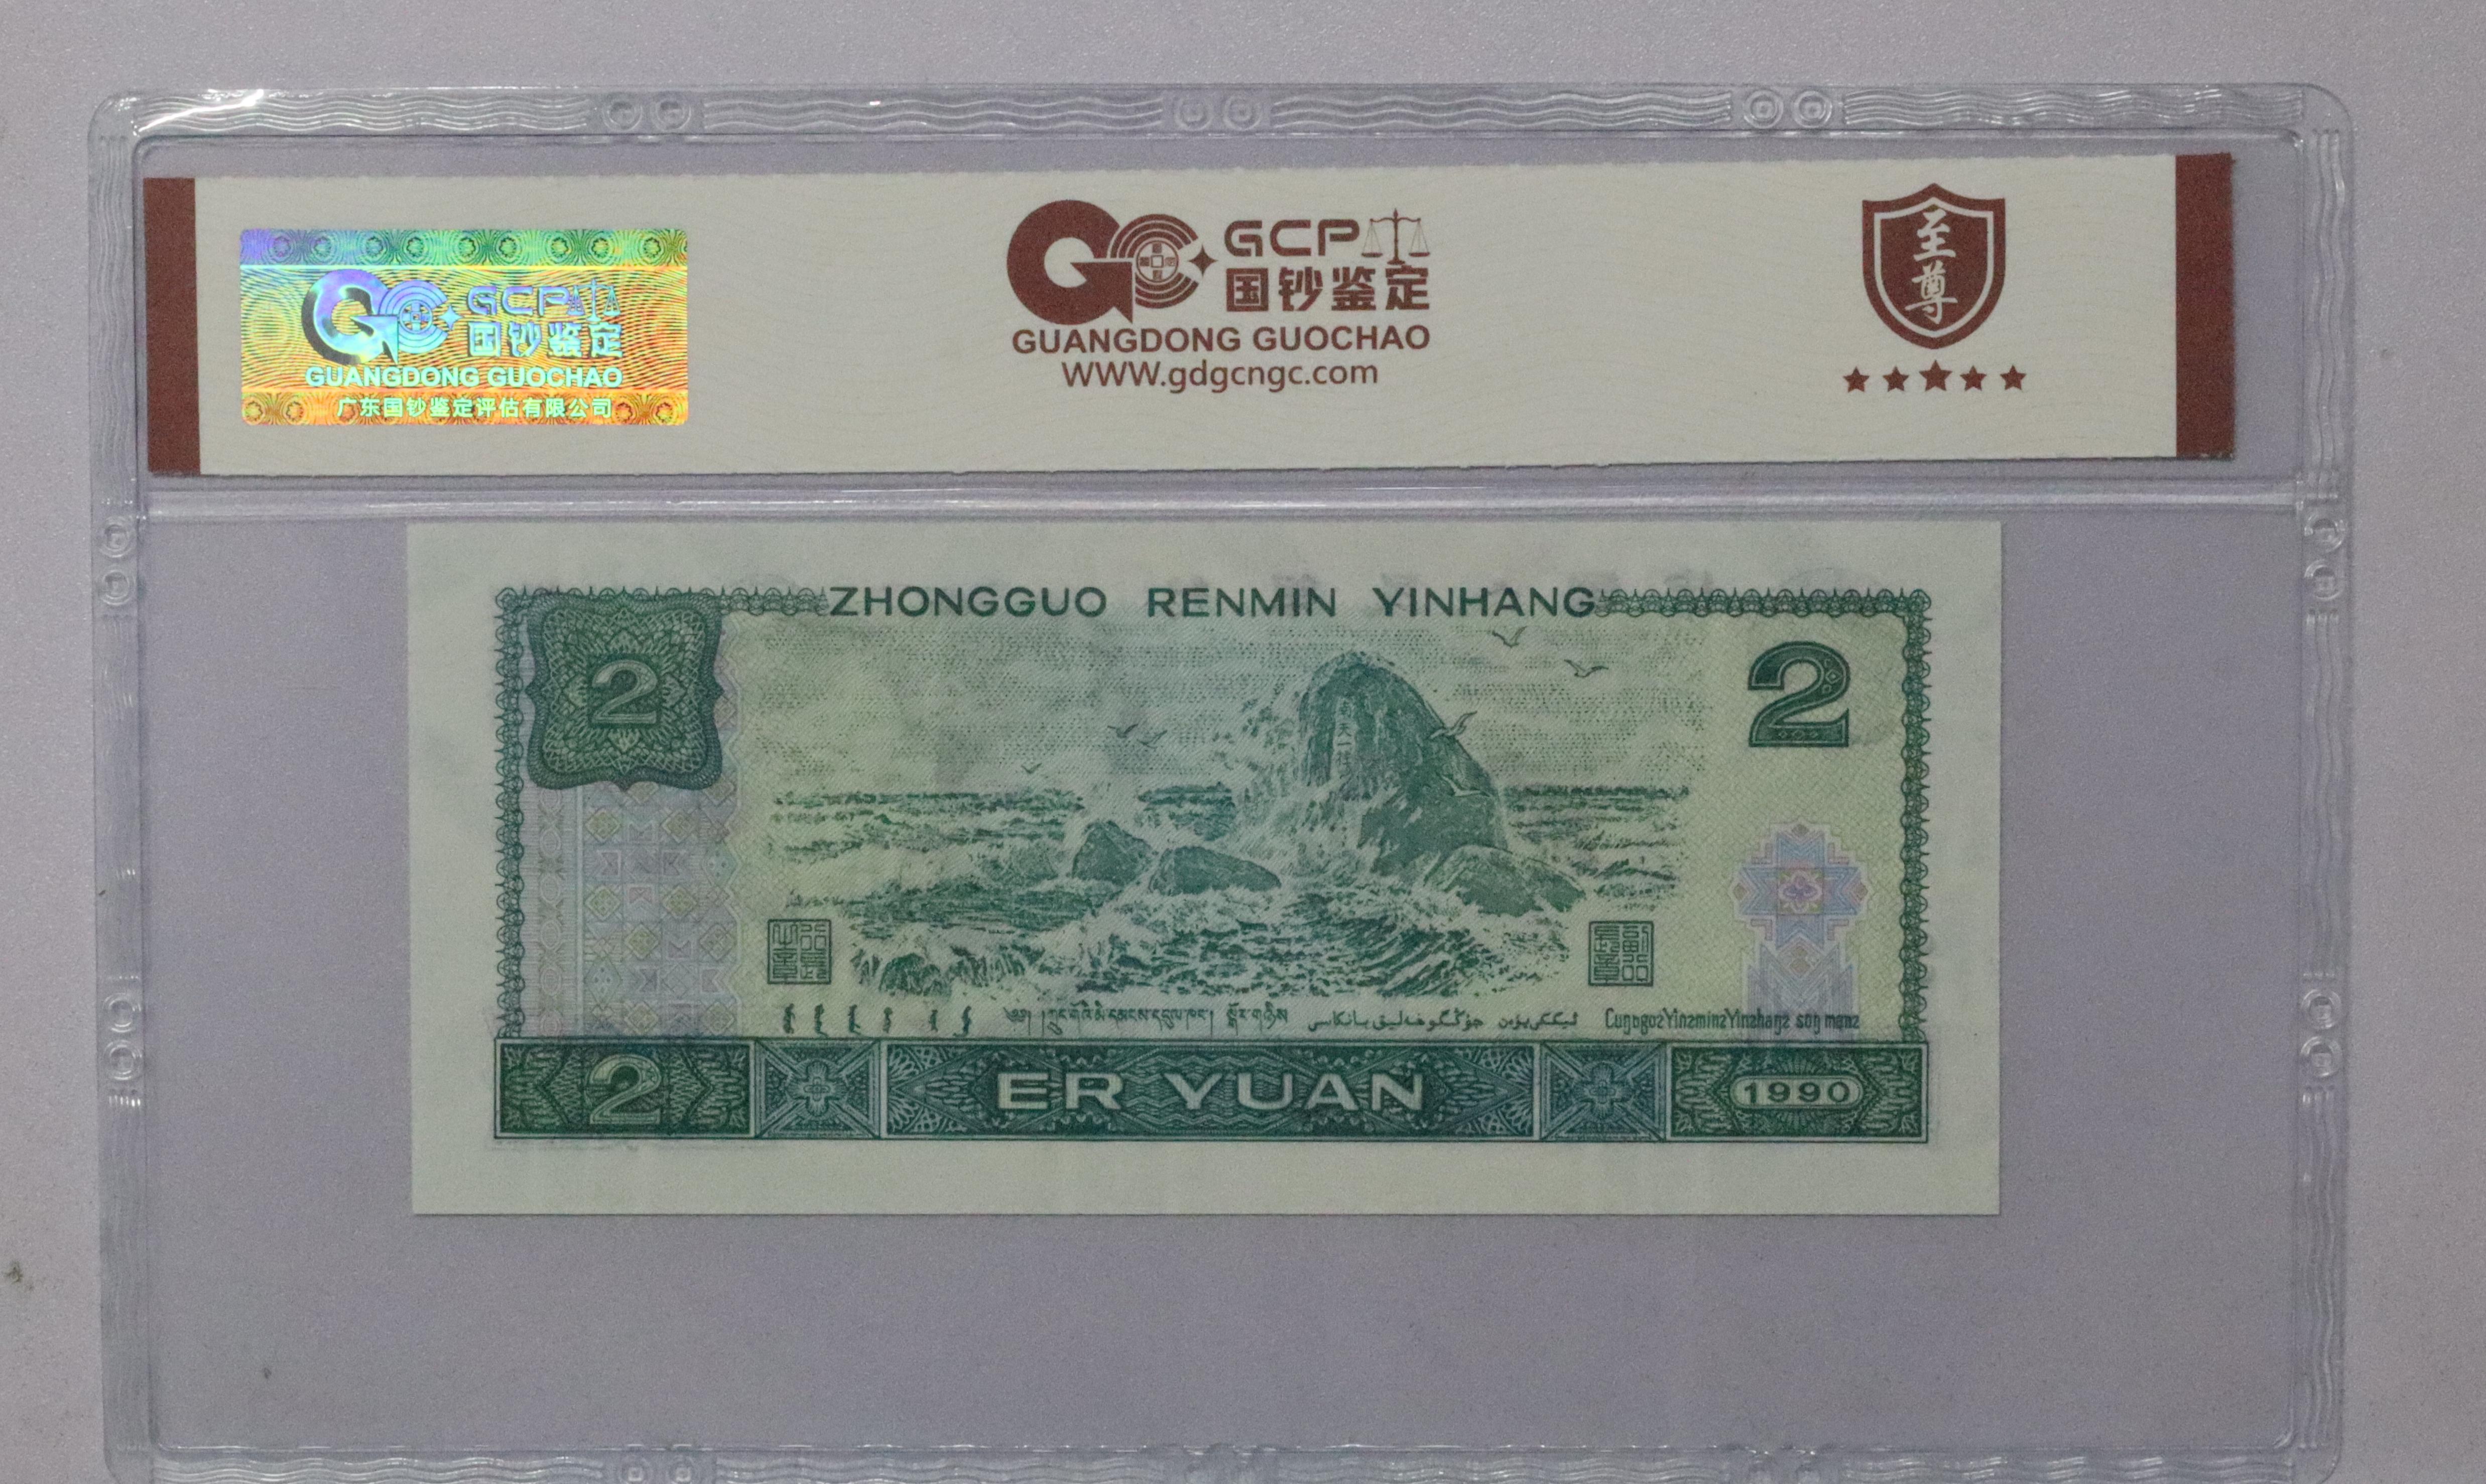 GCP
国钞鉴定
GUANGDONG GUOCHAO
广东国钞鉴定评估有限公司
GCP
国钞鉴定
GUANGDONG GUOCHAO
WWW.gdgcngc.com
至尊
ZHONGGUO RENMIN YINHANG
2
2
2
ER YUAN
1990